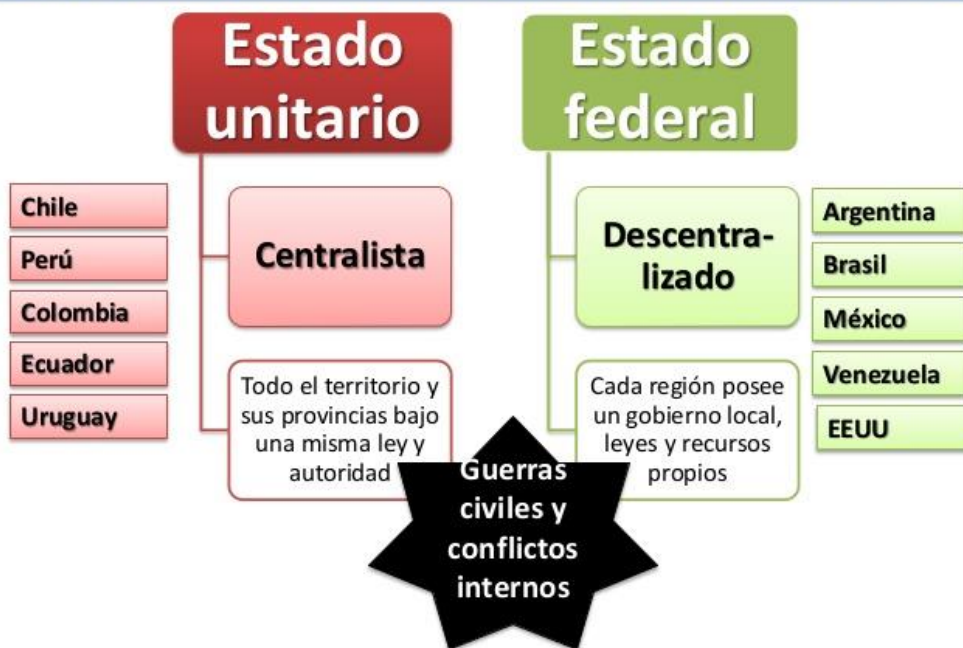 Estado
unitario
Estado
federal
Chile
Perú
Colombia
Ecuador
Uruguay
Centralista
Todo el territorio y
sus provincias bajo
una misma ley y
autoridad
Descentra-
lizado
Cada región posee
un gobierno local,
leyes y recursos
propios
Argentina
Brasil
México
Venezuela
EEUU
Guerras
civiles y
conflictos
internos